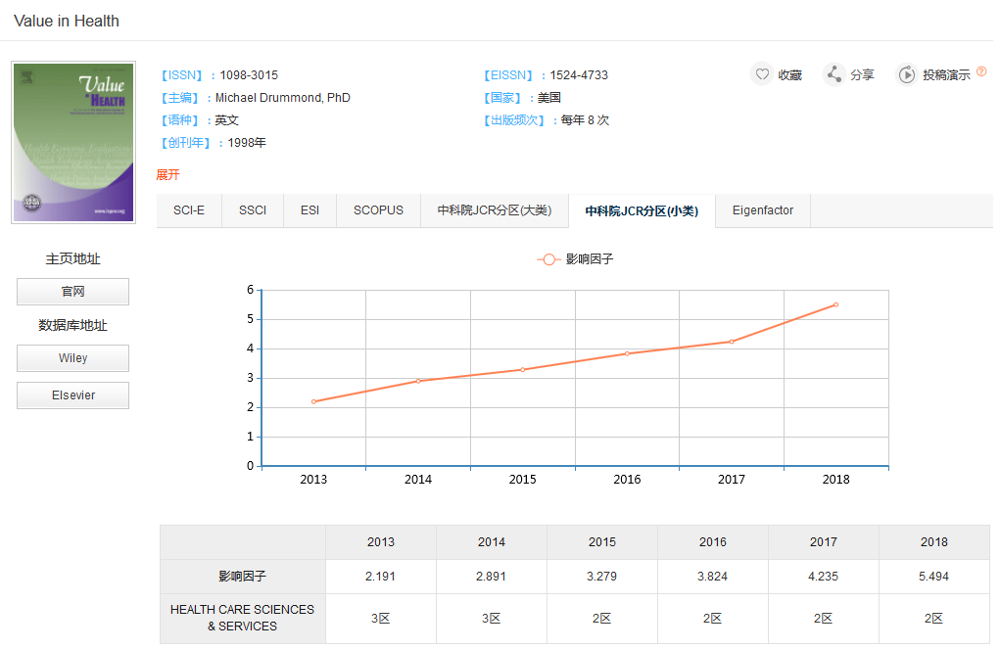 Value in Health
Value
in HEALTH
www.ispor.org
【ISSN】：1098-3015
【EISSN】：1524-4733
收藏
分享
投稿演示
?
【主编】：Michael Drummond, PhD
【国家】：美国
【语种】：英文
【出版频次】：每年 8 次
【创刊年】：1998年
展开
SCI-E SSCI ESI SCOPUS 中科院JCR分区(大类) 中科院JCR分区(小类) Eigenfactor
主页地址
官网
数据库地址
Wiley
Elsevier
影响因子
6
5
4
3
2
1
0
2013 2014 2015 2016 2017 2018
2013 2014 2015 2016 2017 2018
影响因子 2.191 2.891 3.279 3.824 4.235 5.494
HEALTH CARE SCIENCES
& SERVICES
3区 3区 2区 2区 2区 2区